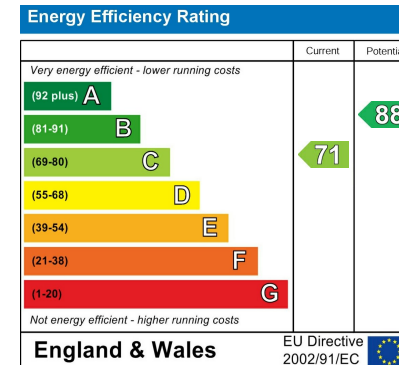 Energy Efficiency Rating
Current
Very energy efficient - lower running costs
(92 plus) A
88
(81-91) B
71
(69-80) C
(55-68) D
(39-54) E
(21-38) F
(1-20) G
Not energy efficient - higher running costs
England & Wales
EU Directive
2002/91/EC